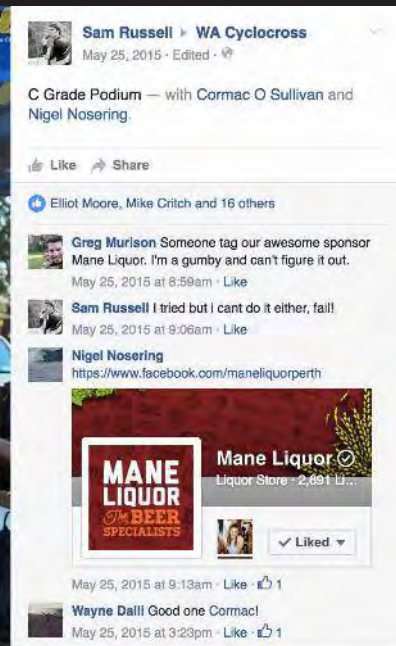 Sam Russell ▸ WA Cyclocross
May 25, 2015 · Edited ·
C Grade Podium — with Cormac O Sullivan and
Nigel Nosering.
Like Share
Elliot Moore, Mike Critch and 16 others
Greg Murison Someone tag our awesome sponsor
Mane Liquor. I'm a gumby and can't figure it out.
May 25, 2015 at 8:59am · Like
Sam Russell I tried but i cant do it either, fail!
May 25, 2015 at 9:06am · Like
Nigel Nosering
https://www.facebook.com/maneliquorperth
MANE
LIQUOR
The BEER
SPECIALISTS
Mane Liquor
Liquor Store · 2,691 Li...
Liked
May 25, 2015 at 9:13am · Like · 1
Wayne Dalli Good one Cormac!
May 25, 2015 at 3:23pm · Like · 1